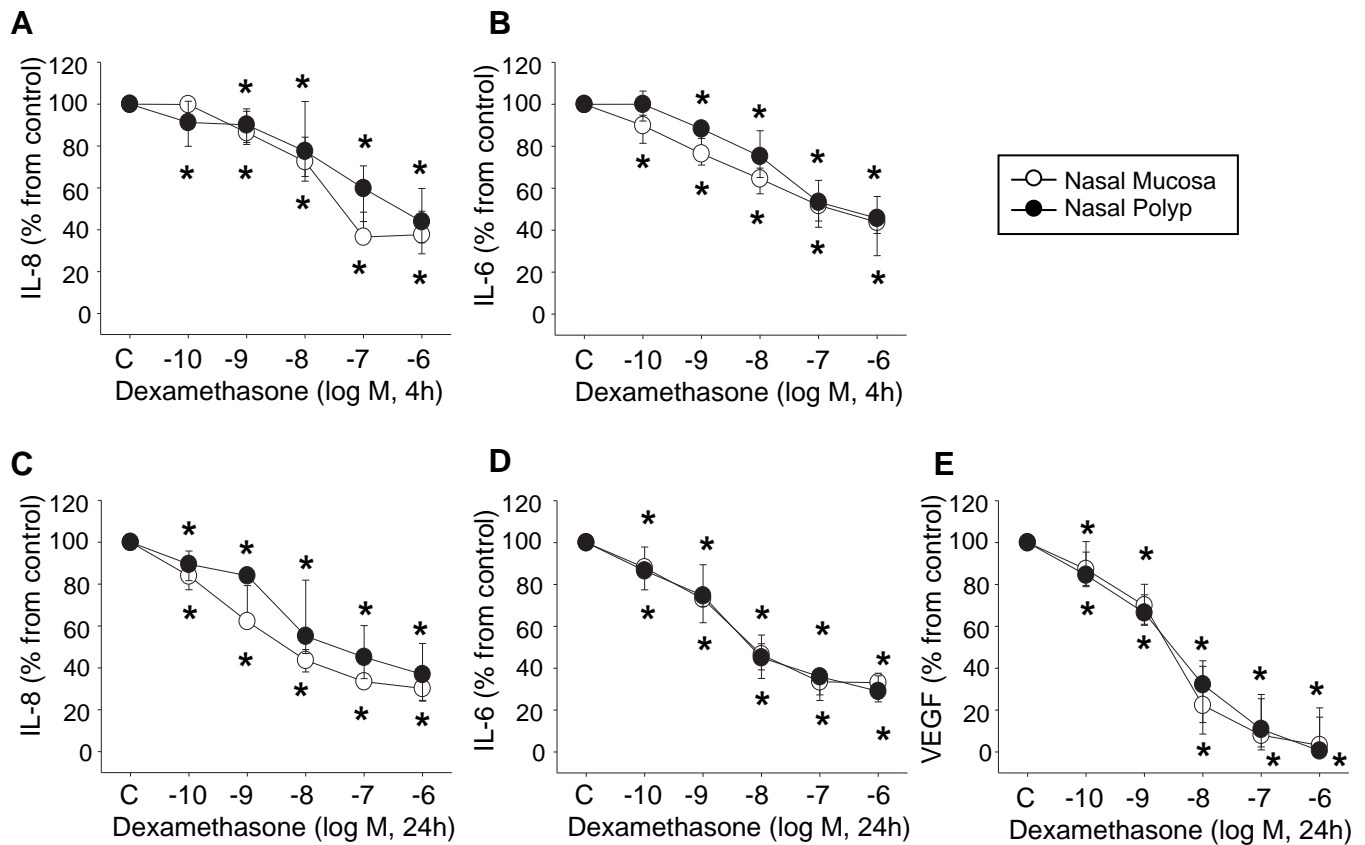 A
IL-8 (% from control)
120
100
80
60
40
20
0
* *
* *
* * * * *
C -10 -9 -8 -7 -6
Dexamethasone (log M, 4h)
B
IL-6 (% from control)
120
100
80
60
40
20
0
* * * *
* * * * *
C -10 -9 -8 -7 -6
Dexamethasone (log M, 4h)
Nasal Mucosa
Nasal Polyp
C
IL-8 (% from control)
120
100
80
60
40
20
0
* * * * *
* * * * *
C -10 -9 -8 -7 -6
Dexamethasone (log M, 24h)
D
IL-6 (% from control)
120
100
80
60
40
20
0
* * * * *
* * * * *
C -10 -9 -8 -7 -6
Dexamethasone (log M, 24h)
E
VEGF (% from control)
120
100
80
60
40
20
0
* * * * *
* * * * *
C -10 -9 -8 -7 -6
Dexamethasone (log M, 24h)